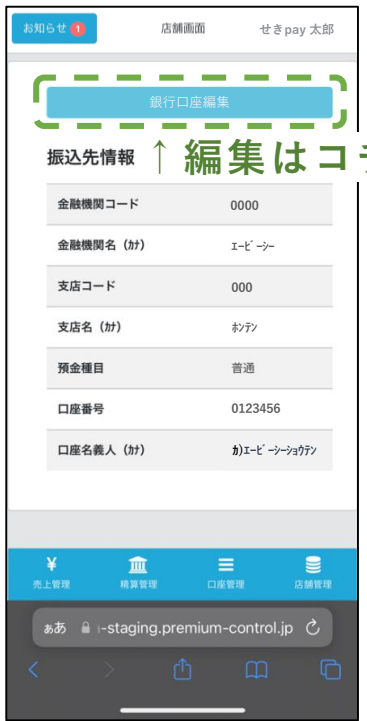 お知らせ 1 店舗画面 せきpay 太郎
銀行口座編集
振込先情報 ↑編集はコ
金融機関コード 0000
金融機関名（ｶﾅ） ｴｰﾋﾞｰｼｰ
支店コード 000
支店名（ｶﾅ） ﾎﾝﾃﾝ
預金種目 普通
口座番号 0123456
口座名義人（ｶﾅ） ｶ)ｴｰﾋﾞｰｼｰｼｮｳﾃﾝ
¥
売上管理 精算管理 口座管理 店舗管理
ぁあ -staging.premium-control.jp